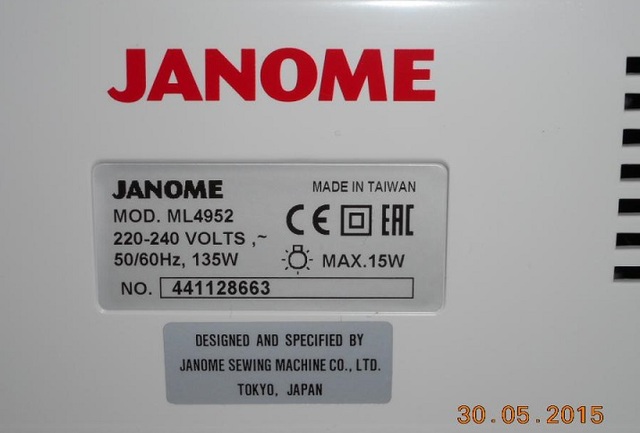 JANOME
JANOME
MADE IN TAIWAN
MOD. ML4952
220-240 VOLTS ,~
CE EAC
50/60Hz, 135W
MAX.15W
NO. 441128663
DESIGNED AND SPECIFIED BY
JANOME SEWING MACHINE CO., LTD.
TOKYO, JAPAN
30.05.2015